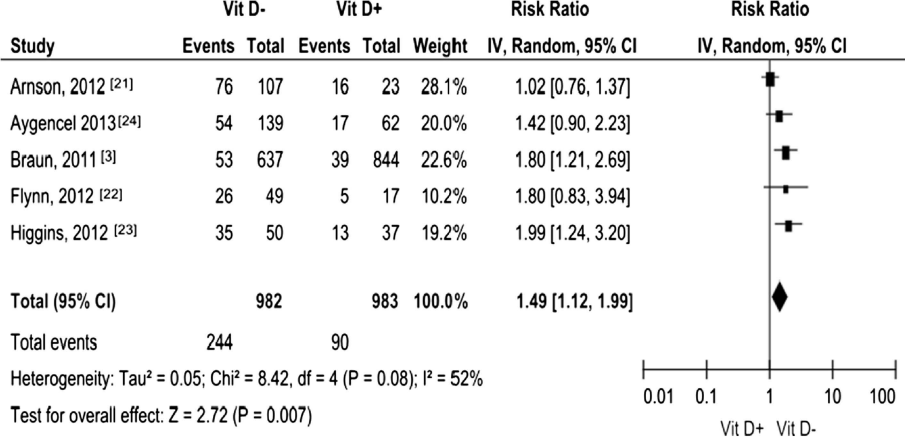 Vit D- Vit D+ Risk Ratio Risk Ratio
Study Events Total Events Total Weight IV, Random, 95% CI IV, Random, 95% CI
Arnson, 2012 [21] 76 107 16 23 28.1% 1.02 [0.76, 1.37]
Aygencel 2013[24] 54 139 17 62 20.0% 1.42 [0.90, 2.23]
Braun, 2011 [3] 53 637 39 844 22.6% 1.80 [1.21, 2.69]
Flynn, 2012 [22] 26 49 5 17 10.2% 1.80 [0.83, 3.94]
Higgins, 2012 [23] 35 50 13 37 19.2% 1.99 [1.24, 3.20]
Total (95% CI) 982 983 100.0% 1.49 [1.12, 1.99]
Total events 244 90
Heterogeneity: Tau² = 0.05; Chi² = 8.42, df = 4 (P = 0.08); I² = 52%
Test for overall effect: Z = 2.72 (P = 0.007)
0.01 0.1 1 10 100
Vit D+ Vit D-